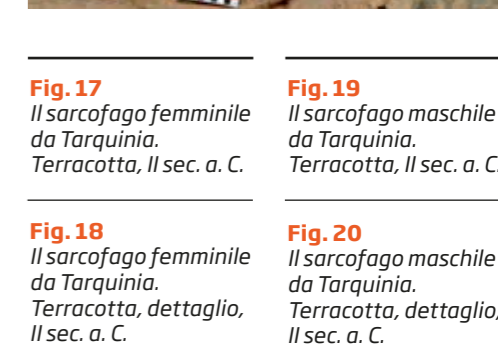 Fig. 17
Il sarcofago femminile
da Tarquinia.
Terracotta, II sec. a. C.
Fig. 18
Il sarcofago femminile
da Tarquinia.
Terracotta, dettaglio,
II sec. a. C.
Fig. 19
Il sarcofago maschile
da Tarquinia.
Terracotta, II sec. a. C.
Fig. 20
Il sarcofago maschile
da Tarquinia.
Terracotta, dettaglio,
II sec. a. C.